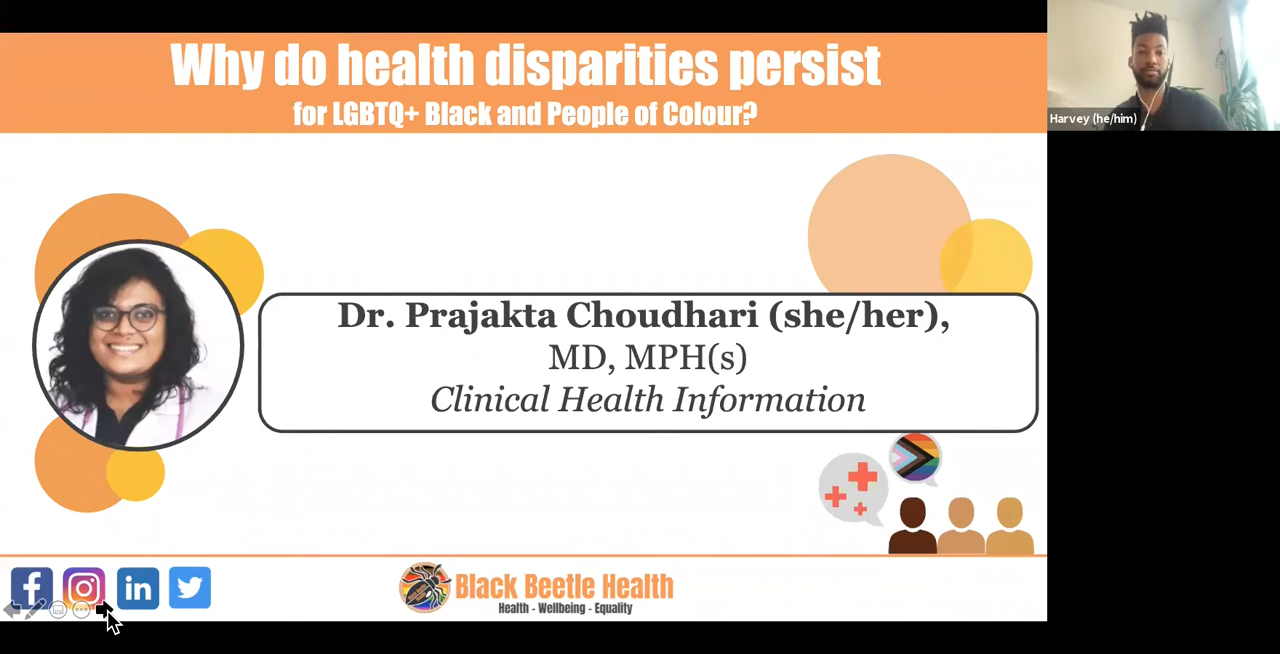 Why do health disparities persist
for LGBTQ+ Black and People of Colour?
Harvey (he/him)
Dr. Prajakta Choudhari (she/her),
MD, MPH(s)
Clinical Health Information
Black Beetle Health
Health - Wellbeing - Equality